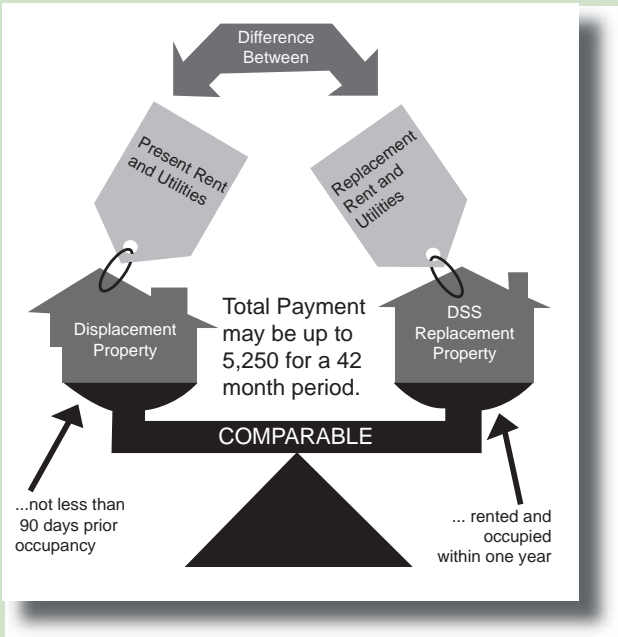 Difference
Between
Present Rent
and Utilities
Replacement
Rent and
Utilities
Displacement
Property
Total Payment
may be up to
5,250 for a 42
month period.
DSS
Replacement
Property
COMPARABLE
...not less than
90 days prior
occupancy
... rented and
occupied
within one year